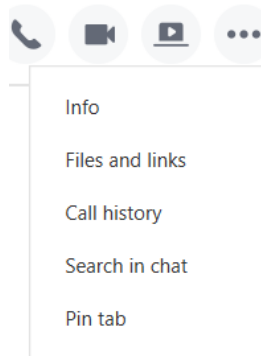 Info
Files and links
Call history
Search in chat
Pin tab